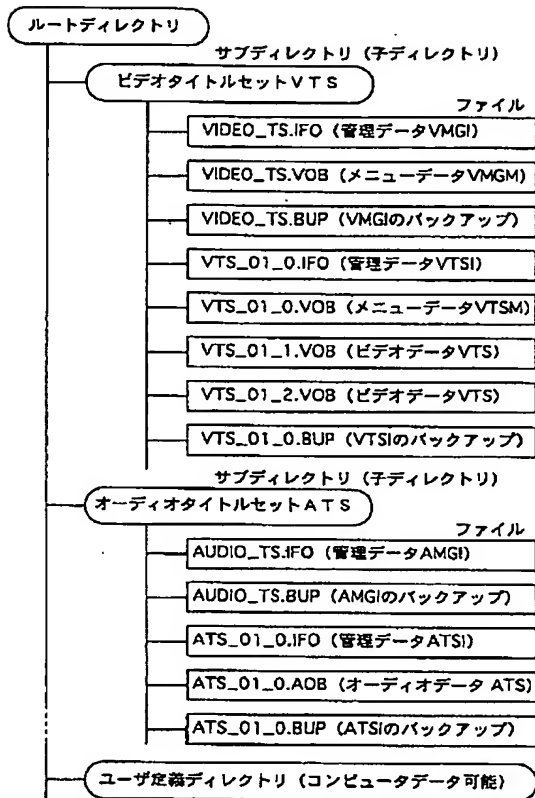 ルートディレクトリ
サブディレクトリ（子ディレクトリ）
ビデオタイトルセットＶＴＳ
ファイル
VIDEO_TS.IFO（管理データVMGI）
VIDEO_TS.VOB（メニューデータVMGM）
VIDEO_TS.BUP（VMGIのバックアップ）
VTS_01_0.IFO（管理データVTSI）
VTS_01_0.VOB（メニューデータVTSM）
VTS_01_1.VOB（ビデオデータVTS）
VTS_01_2.VOB（ビデオデータVTS）
VTS_01_0.BUP（VTSIのバックアップ）
サブディレクトリ（子ディレクトリ）
オーディオタイトルセットＡＴＳ
ファイル
AUDIO_TS.IFO（管理データAMGI）
AUDIO_TS.BUP（AMGIのバックアップ）
ATS_01_0.IFO（管理データATSI）
ATS_01_0.AOB（オーディオデータ ATS）
ATS_01_0.BUP（ATSIのバックアップ）
ユーザ定義ディレクトリ（コンピュータデータ可能）